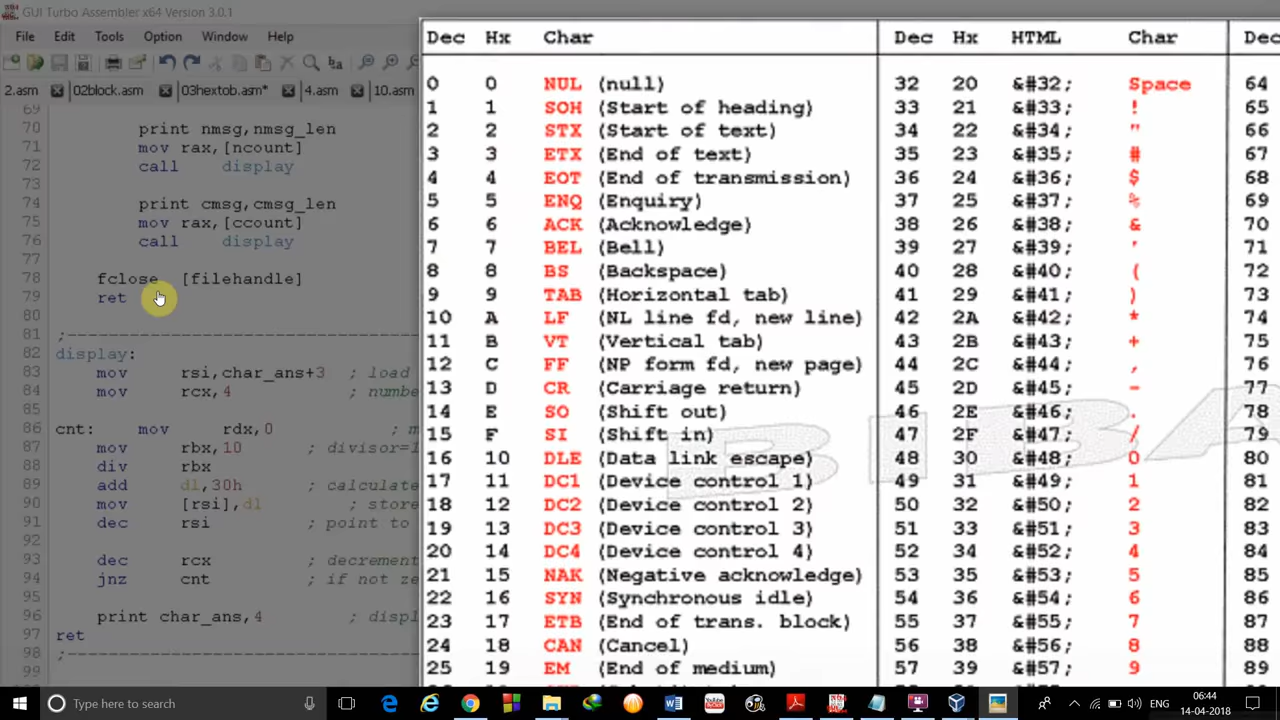 GUI Turbo Assembler x64 Version 3.0.1
File Edit Tools Option Window Help
2.asm 02block.asm 03hextob.asm* 4.asm 10.asm
69
70 print nmsg,nmsg_len
71 mov rax,[ncount]
72 call display
73
74 print cmsg,cmsg_len
75 mov rax,[ccount]
76 call display
77
78 fclose [filehandle]
79 ret
80
81 ;-----------------------------------
82 display:
83 mov rsi,char_ans+3 ; load
84 mov rcx,4 ; numbe
85
86 cnt: mov rdx,0 ; m
87 mov rbx,10 ; divisor=1
88 div rbx
89 add dl,30h ; calculate
90 mov [rsi],dl ; store
91 dec rsi ; point to
92
93 dec rcx ; decrement
94 jnz cnt ; if not ze
95
96 print char_ans,4 ; displ
97 ret
98 ;-----------------------------------
99
Dec Hx Char Dec Hx HTML Char Dec
0 0 NUL (null) 32 20 &#32; Space 64
1 1 SOH (Start of heading) 33 21 &#33; ! 65
2 2 STX (Start of text) 34 22 &#34; " 66
3 3 ETX (End of text) 35 23 &#35; # 67
4 4 EOT (End of transmission) 36 24 &#36; $ 68
5 5 ENQ (Enquiry) 37 25 &#37; % 69
6 6 ACK (Acknowledge) 38 26 &#38; & 70
7 7 BEL (Bell) 39 27 &#39; ' 71
8 8 BS (Backspace) 40 28 &#40; ( 72
9 9 TAB (Horizontal tab) 41 29 &#41; ) 73
10 A LF (NL line fd, new line) 42 2A &#42; * 74
11 B VT (Vertical tab) 43 2B &#43; + 75
12 C FF (NP form fd, new page) 44 2C &#44; , 76
13 D CR (Carriage return) 45 2D &#45; - 77
14 E SO (Shift out) 46 2E &#46; . 78
15 F SI (Shift in) 47 2F &#47; / 79
16 10 DLE (Data link escape) 48 30 &#48; 0 80
17 11 DC1 (Device control 1) 49 31 &#49; 1 81
18 12 DC2 (Device control 2) 50 32 &#50; 2 82
19 13 DC3 (Device control 3) 51 33 &#51; 3 83
20 14 DC4 (Device control 4) 52 34 &#52; 4 84
21 15 NAK (Negative acknowledge) 53 35 &#53; 5 85
22 16 SYN (Synchronous idle) 54 36 &#54; 6 86
23 17 ETB (End of trans. block) 55 37 &#55; 7 87
24 18 CAN (Cancel) 56 38 &#56; 8 88
25 19 EM (End of medium) 57 39 &#57; 9 89
Type here to search
ENG
06:44
14-04-2018